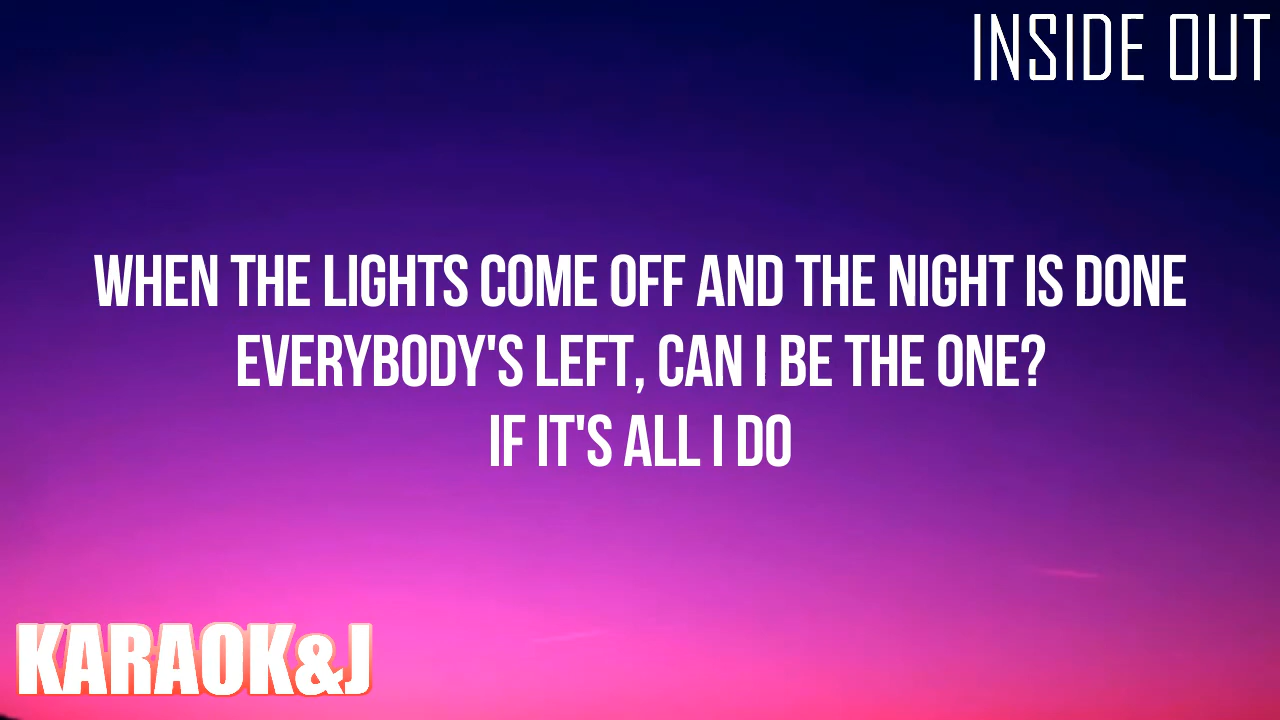 INSIDE OUT
WHEN THE LIGHTS COME OFF AND THE NIGHT IS DONE
EVERYBODY'S LEFT, CAN I BE THE ONE?
IF IT'S ALL I DO
KARAOK&J